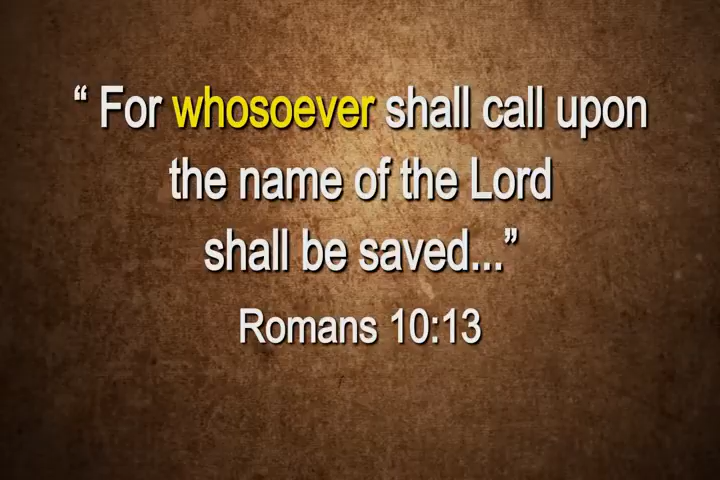 “ For whosoever shall call upon
the name of the Lord
shall be saved...”
Romans 10:13